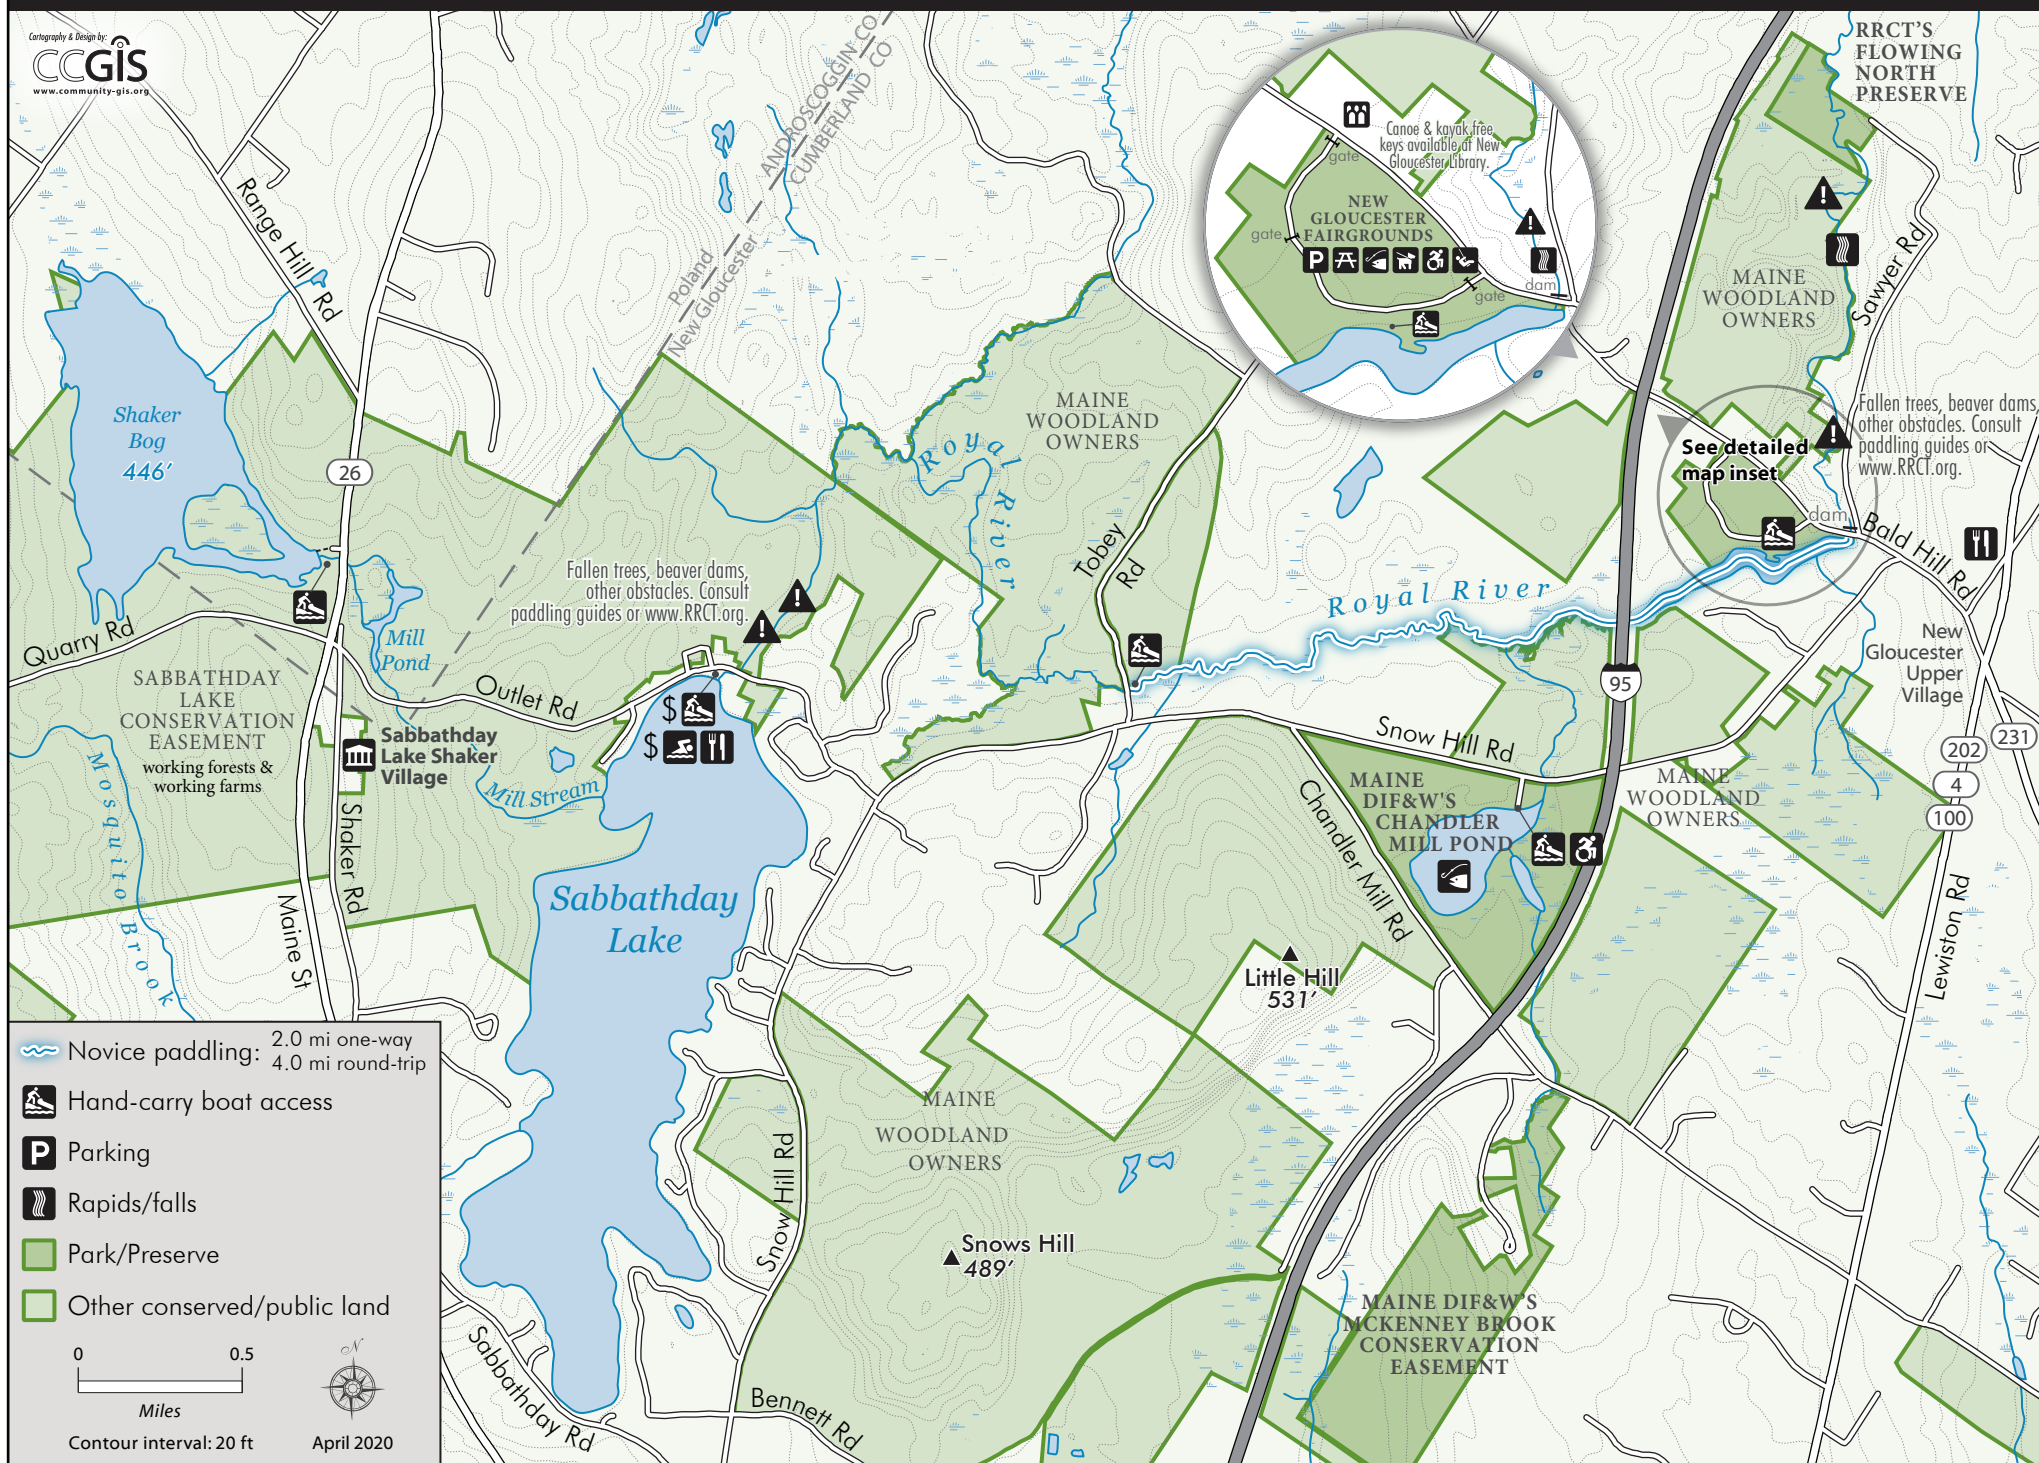 Cartography & Design by:
CCGIS
www.community-gis.org
ANDROSCOGGIN CO
CUMBERLAND CO
Poland
New Gloucester
Range Hill Rd
Shaker
Bog
446'
26
Quarry Rd
Mill
Pond
SABBATHDAY
LAKE
CONSERVATION
EASEMENT
working forests &
working farms
Mosquito Brook
Outlet Rd
Sabbathday
Lake Shaker
Village
Mill Stream
Shaker Rd
Maine St
Fallen trees, beaver dams,
other obstacles. Consult
paddling guides or www.RRCT.org.
$
$
Sabbathday
Lake
MAINE
WOODLAND
OWNERS
Royal River
Tobey Rd
Royal River
Canoe & kayak free
keys available at New
Gloucester Library.
gate
NEW
GLOUCESTER
FAIRGROUNDS
gate
P
gate
dam
RRCT'S
FLOWING
NORTH
PRESERVE
MAINE
WOODLAND
OWNERS
Sawyer Rd
Fallen trees, beaver dams,
other obstacles. Consult
paddling guides or
www.RRCT.org.
See detailed
map inset
dam
Bald Hill Rd
New
Gloucester
Upper
Village
95
202
231
4
100
Snow Hill Rd
MAINE
WOODLAND
OWNERS
MAINE
DIF&W'S
CHANDLER
MILL POND
Chandler Mill Rd
Lewiston Rd
Little Hill
531'
MAINE
WOODLAND
OWNERS
Snow Hill Rd
Snows Hill
489'
MAINE DIF&W'S
MCKENNEY BROOK
CONSERVATION
EASEMENT
Sabbathday Rd
Bennett Rd
Novice paddling: 2.0 mi one-way
4.0 mi round-trip
Hand-carry boat access
P Parking
Rapids/falls
Park/Preserve
Other conserved/public land
0 0.5
Miles
N
Contour interval: 20 ft
April 2020